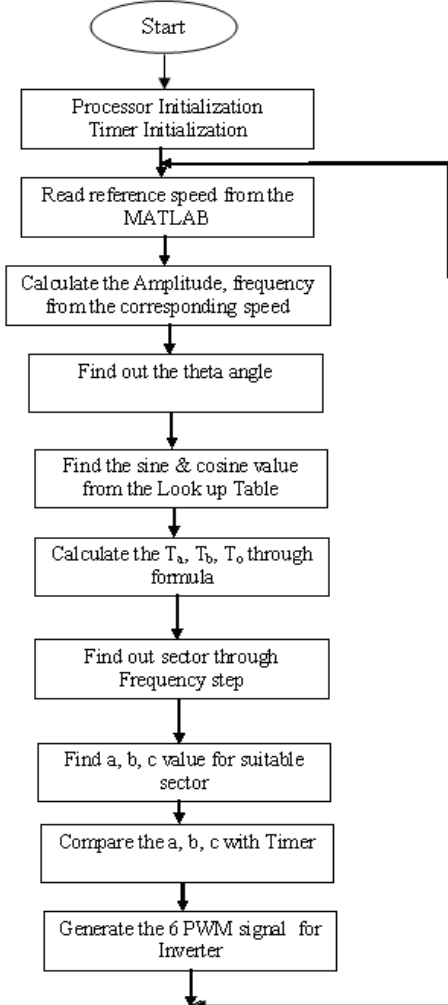 Start
Processor Initialization
Timer Initialization
Read reference speed from the
MATLAB
Calculate the Amplitude, frequency
from the corresponding speed
Find out the theta angle
Find the sine & cosine value
from the Look up Table
Calculate the Ta, Tb, To through
formula
Find out sector through
Frequency step
Find a, b, c value for suitable
sector
Compare the a, b, c with Timer
Generate the 6 PWM signal for
Inverter